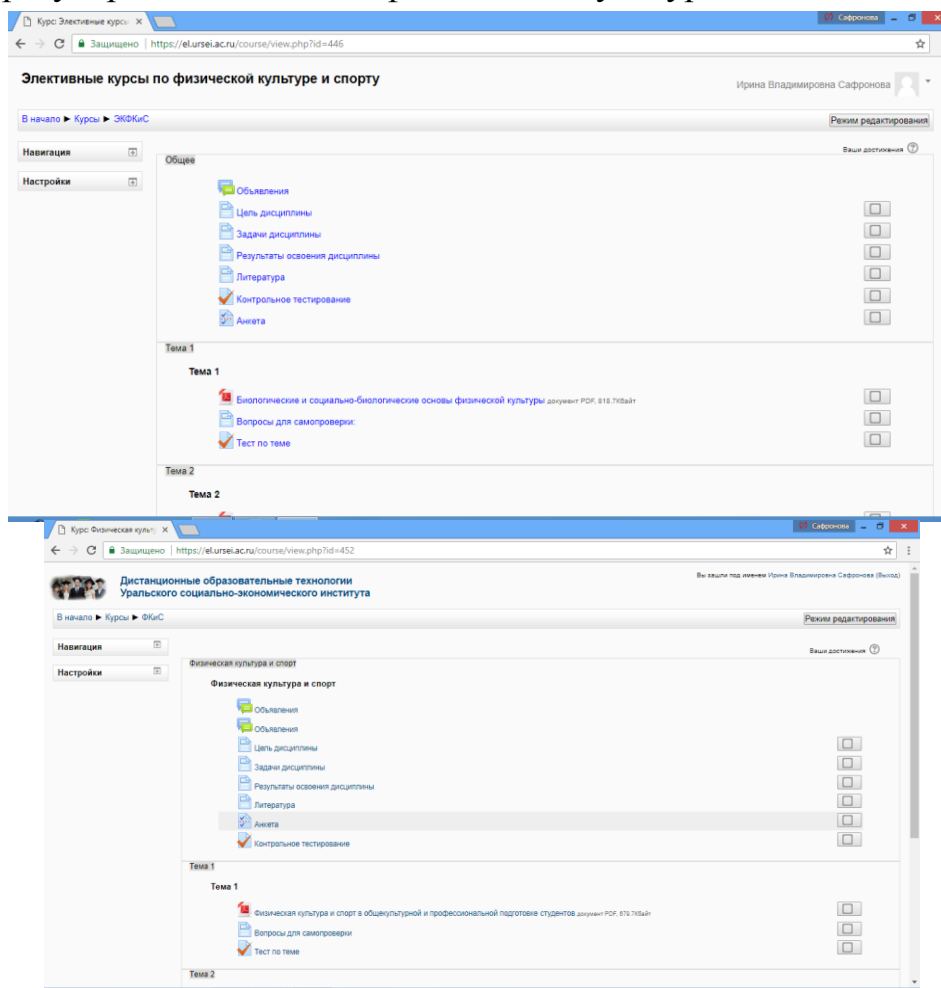 Курс: Элективные курсы
Сафронова
Защищено | https://el.ursei.ac.ru/course/view.php?id=446
Элективные курсы по физической культуре и спорту
Ирина Владимировна Сафронова
В начало ► Курсы ► ЭКФКиС
Режим редактирования
Навигация
Ваши достижения
Общее
Настройки
Объявления
Цель дисциплины
Задачи дисциплины
Результаты освоения дисциплины
Литература
Контрольное тестирование
Анкета
Тема 1
Тема 1
Биологические и социально-биологические основы физической культуры документ PDF, 818.7Кбайт
Вопросы для самопроверки:
Тест по теме
Тема 2
Тема 2
Курс: Физическая культу
Сафронова
Защищено | https://el.ursei.ac.ru/course/view.php?id=452
Дистанционные образовательные технологии
Уральского социально-экономического института
Вы зашли под именем Ирина Владимировна Сафронова (Выход)
В начало ► Курсы ► ФКиС
Режим редактирования
Навигация
Ваши достижения
Физическая культура и спорт
Настройки
Физическая культура и спорт
Объявления
Объявления
Цель дисциплины
Задачи дисциплины
Результаты освоения дисциплины
Литература
Анкета
Контрольное тестирование
Тема 1
Тема 1
Физическая культура и спорт в общекультурной и профессиональной подготовке студентов документ PDF, 679.7Кбайт
Вопросы для самопроверки
Тест по теме
Тема 2